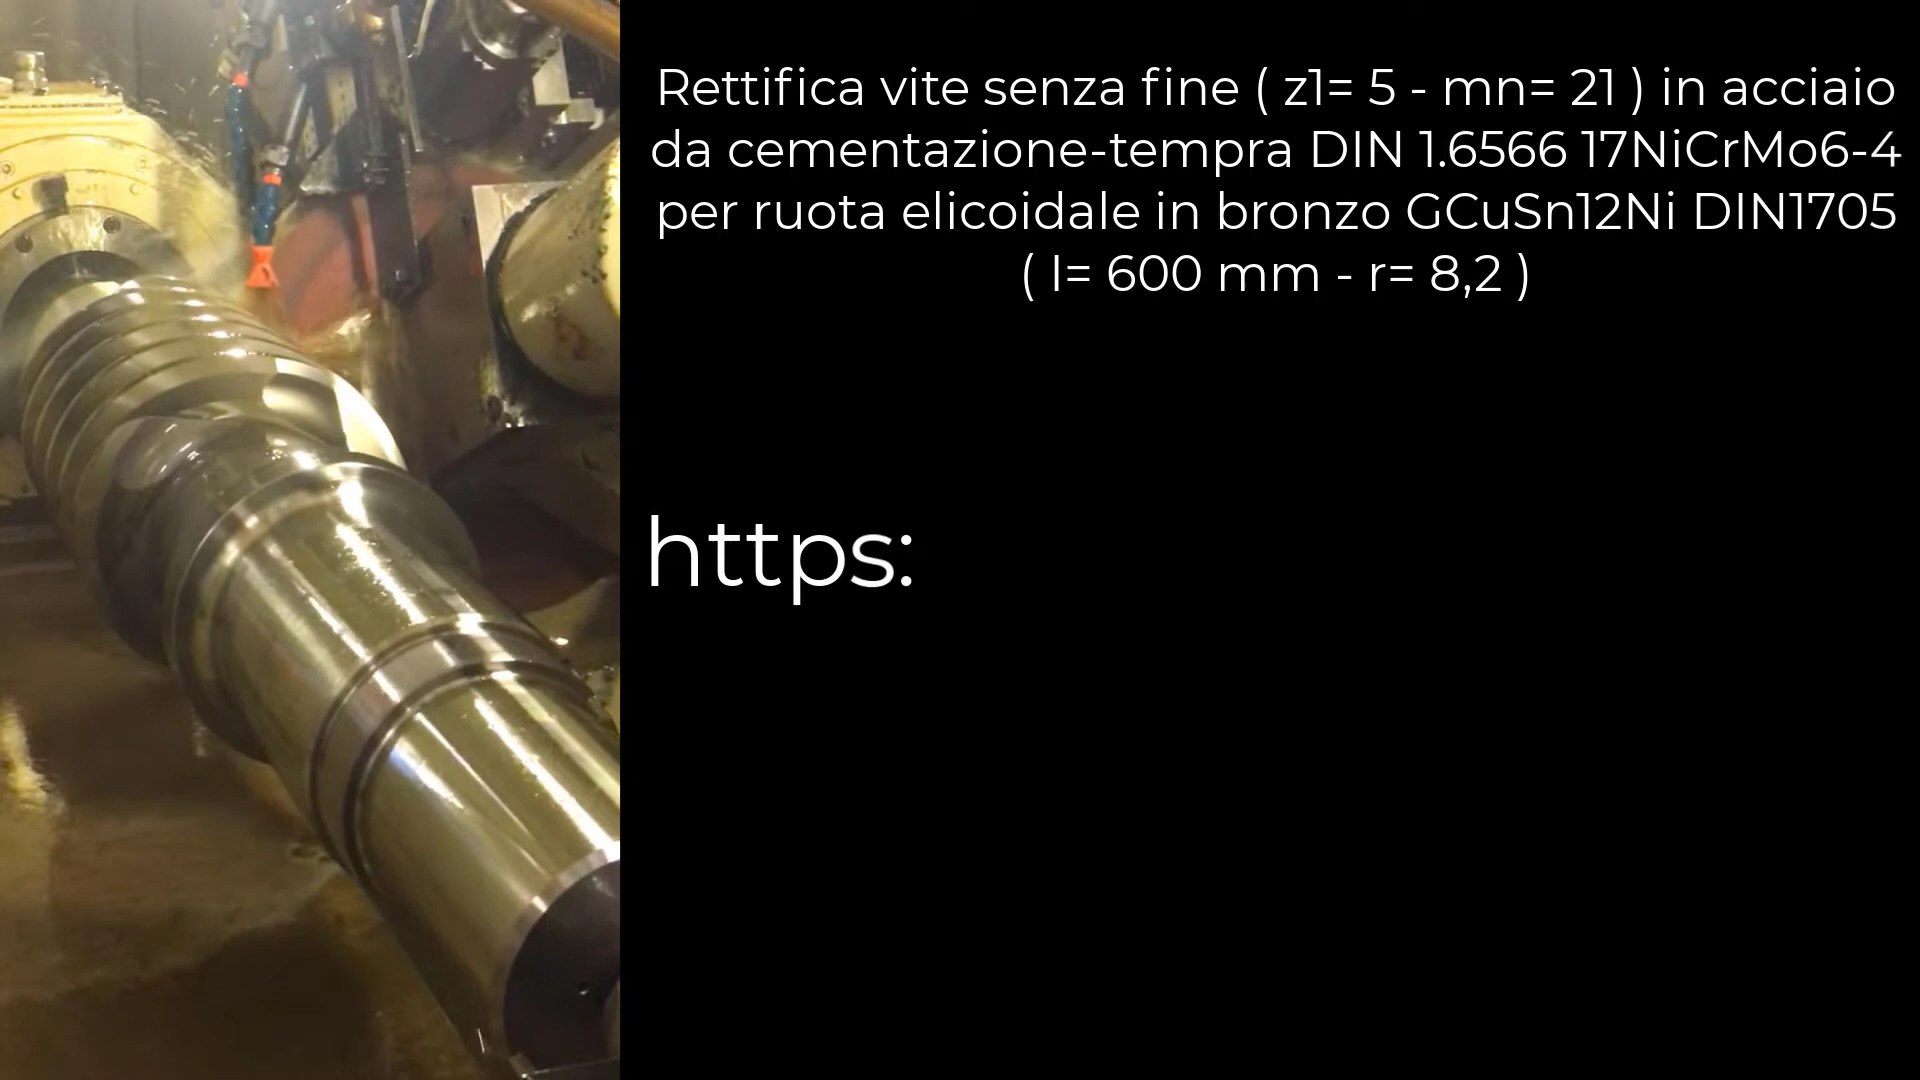 Rettifica vite senza fine ( z1= 5 - mn= 21 ) in acciaio
da cementazione-tempra DIN 1.6566 17NiCrMo6-4
per ruota elicoidale in bronzo GCuSn12Ni DIN1705
( I= 600 mm - r= 8,2 )
https: